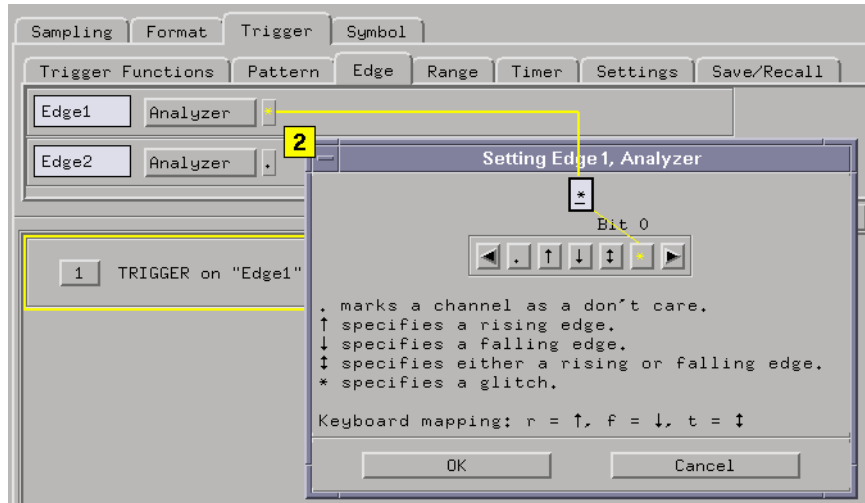 Sampling Format Trigger Symbol
Trigger Functions Pattern Edge Range Timer Settings Save/Recall
Edge1 Analyzer *
2
Edge2 Analyzer .
Setting Edge1, Analyzer
*
Bit 0
◀ . ↑ ↓ ↕ * ▶
1 TRIGGER on "Edge1"
. marks a channel as a don't care.
↑ specifies a rising edge.
↓ specifies a falling edge.
↕ specifies either a rising or falling edge.
* specifies a glitch.
Keyboard mapping: r = ↑, f = ↓, t = ↕
OK Cancel